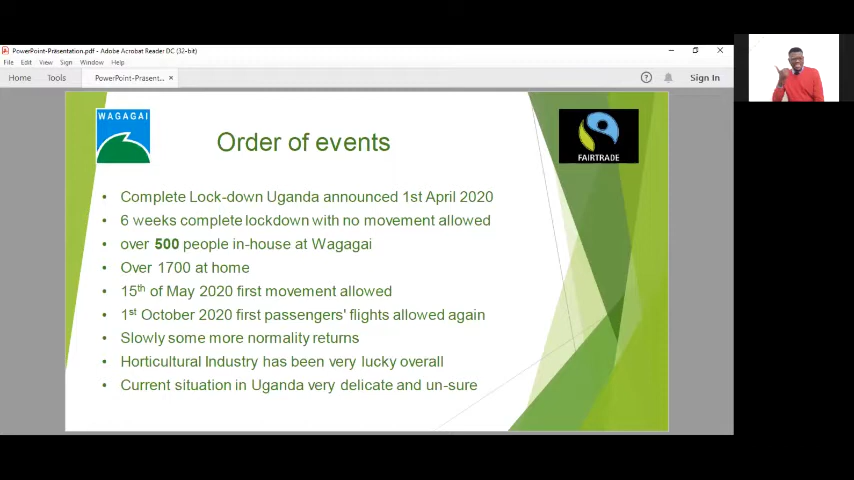 PowerPoint-Präsentation.pdf - Adobe Acrobat Reader DC (32-bit)
File Edit View Sign Window Help
Home Tools PowerPoint-Present... × Sign In
WAGAGAI
FAIRTRADE
Order of events
• Complete Lock-down Uganda announced 1st April 2020
• 6 weeks complete lockdown with no movement allowed
• over 500 people in-house at Wagagai
• Over 1700 at home
• 15th of May 2020 first movement allowed
• 1st October 2020 first passengers' flights allowed again
• Slowly some more normality returns
• Horticultural Industry has been very lucky overall
• Current situation in Uganda very delicate and un-sure